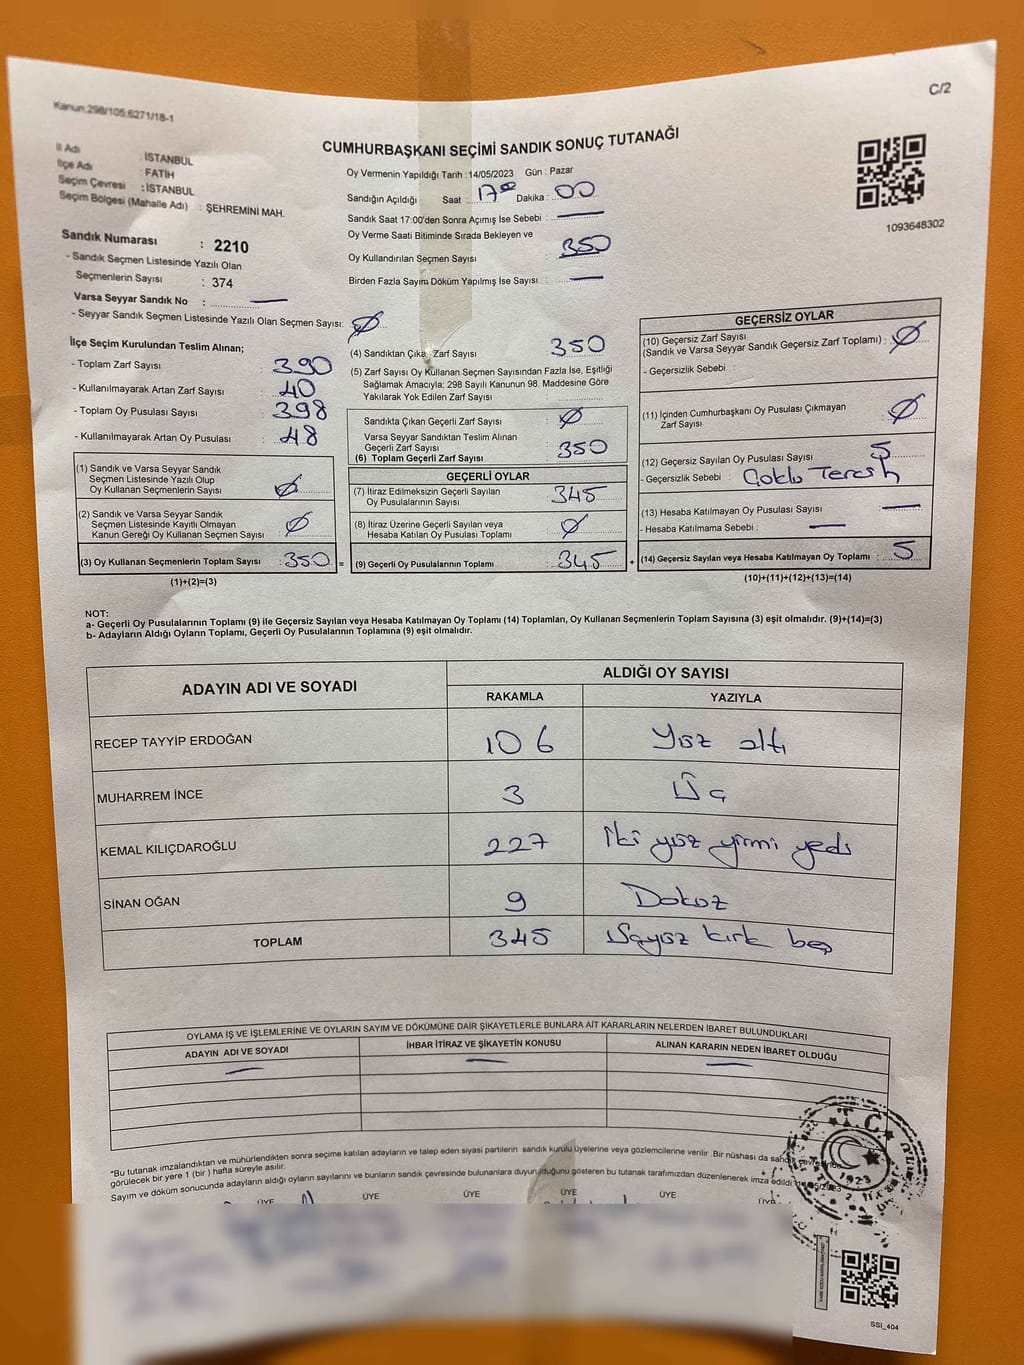 C/2
Kanun:298/105;6271/18-1
CUMHURBAŞKANI SEÇİMİ SANDIK SONUÇ TUTANAĞI
İl Adı : İSTANBUL
İlçe Adı : FATİH
Seçim Çevresi : İSTANBUL
Seçim Bölgesi (Mahalle Adı) : ŞEHREMİNİ MAH.
Sandık Numarası : 2210
- Sandık Seçmen Listesinde Yazılı Olan
Seçmenlerin Sayısı : 374
Varsa Seyyar Sandık No : —
- Seyyar Sandık Seçmen Listesinde Yazılı Olan Seçmen Sayısı: Ø
Oy Vermenin Yapıldığı Tarih : 14/05/2023 Gün : Pazar
Sandığın Açıldığı Saat : 17⁰⁰ Dakika : 00
Sandık Saat 17:00'den Sonra Açımış İse Sebebi : —
Oy Verme Saati Bitiminde Sırada Bekleyen ve
Oy Kullandırılan Seçmen Sayısı : 350
Birden Fazla Sayım Döküm Yapılmış İse Sayısı : —
1093648302
İlçe Seçim Kurulundan Teslim Alınan;
- Toplam Zarf Sayısı : 390
- Kullanılmayarak Artan Zarf Sayısı : 40
- Toplam Oy Pusulası Sayısı : 398
- Kullanılmayarak Artan Oy Pusulası : 48
(1) Sandık ve Varsa Seyyar Sandık
Seçmen Listesinde Yazılı Olup
Oy Kullanan Seçmenlerin Sayısı : Ø
(2) Sandık ve Varsa Seyyar Sandık
Seçmen Listesinde Kayıtlı Olmayan
Kanun Gereği Oy Kullanan Seçmen Sayısı : Ø
(3) Oy Kullanan Seçmenlerin Toplam Sayısı : 350 =
(1)+(2)=(3)
(4) Sandıktan Çıkan Zarf Sayısı 350
(5) Zarf Sayısı Oy Kullanan Seçmen Sayısından Fazla İse, Eşitliği
Sağlamak Amacıyla; 298 Sayılı Kanunun 98. Maddesine Göre
Yakılarak Yok Edilen Zarf Sayısı :
Sandıkta Çıkan Geçerli Zarf Sayısı : Ø
Varsa Seyyar Sandıktan Teslim Alınan
Geçerli Zarf Sayısı : 350
(6) Toplam Geçerli Zarf Sayısı
GEÇERLİ OYLAR
(7) İtiraz Edilmeksizin Geçerli Sayılan
Oy Pusulalarının Sayısı : 345
(8) İtiraz Üzerine Geçerli Sayılan veya
Hesaba Katılan Oy Pusulası Toplamı : Ø
(9) Geçerli Oy Pusulalarının Toplamı : 345 +
GEÇERSİZ OYLAR
(10) Geçersiz Zarf Sayısı
(Sandık ve Varsa Seyyar Sandık Geçersiz Zarf Toplamı) : Ø
- Geçersizlik Sebebi :
(11) İçinden Cumhurbaşkanı Oy Pusulası Çıkmayan
Zarf Sayısı : Ø
(12) Geçersiz Sayılan Oy Pusulası Sayısı : 5
- Geçersizlik Sebebi : Çoklu Tercih
(13) Hesaba Katılmayan Oy Pusulası Sayısı : —
- Hesaba Katılmama Sebebi : —
(14) Geçersiz Sayılan veya Hesaba Katılmayan Oy Toplamı : 5
(10)+(11)+(12)+(13)=(14)
NOT:
a- Geçerli Oy Pusulalarının Toplamı (9) ile Geçersiz Sayılan veya Hesaba Katılmayan Oy Toplamı (14) Toplamları, Oy Kullanan Seçmenlerin Toplam Sayısına (3) eşit olmalıdır. (9)+(14)=(3)
b- Adayların Aldığı Oyların Toplamı, Geçerli Oy Pusulalarının Toplamına (9) eşit olmalıdır.
ADAYIN ADI VE SOYADI ALDIĞI OY SAYISI
RAKAMLA YAZIYLA
RECEP TAYYİP ERDOĞAN 106 Yüz altı
MUHARREM İNCE 3 Üç
KEMAL KILIÇDAROĞLU 227 İki yüz yirmi yedi
SİNAN OĞAN 9 Dokuz
TOPLAM 345 Üçyüz kırk beş
OYLAMA İŞ VE İŞLEMLERİNE VE OYLARIN SAYIM VE DÖKÜMÜNE DAİR ŞİKAYETLERLE BUNLARA AİT KARARLARIN NELERDEN İBARET BULUNDUKLARI
ADAYIN ADI VE SOYADI İHBAR İTİRAZ VE ŞİKAYETİN KONUSU ALINAN KARARIN NEDEN İBARET OLDUĞU
— — —
*Bu tutanak imzalandıktan ve mühürlendikten sonra seçime katılan adayların ve talep eden siyasi partilerin sandık kurulu üyelerine veya gözlemcilerine verilir. Bir nüshası da sandık çevresinde
görülecek bir yere 1 (bir ) hafta süreyle asılır.
Sayım ve döküm sonucunda adayların aldığı oyların sayılarını ve bunların sandık çevresinde bulunanlara duyurulduğunu gösteren bu tutanak tarafımızdan düzenlenerek imza edildi.
ÜYE ÜYE ÜYE ÜYE ÜYE ÜYE
T.C.
1923
SSI_404